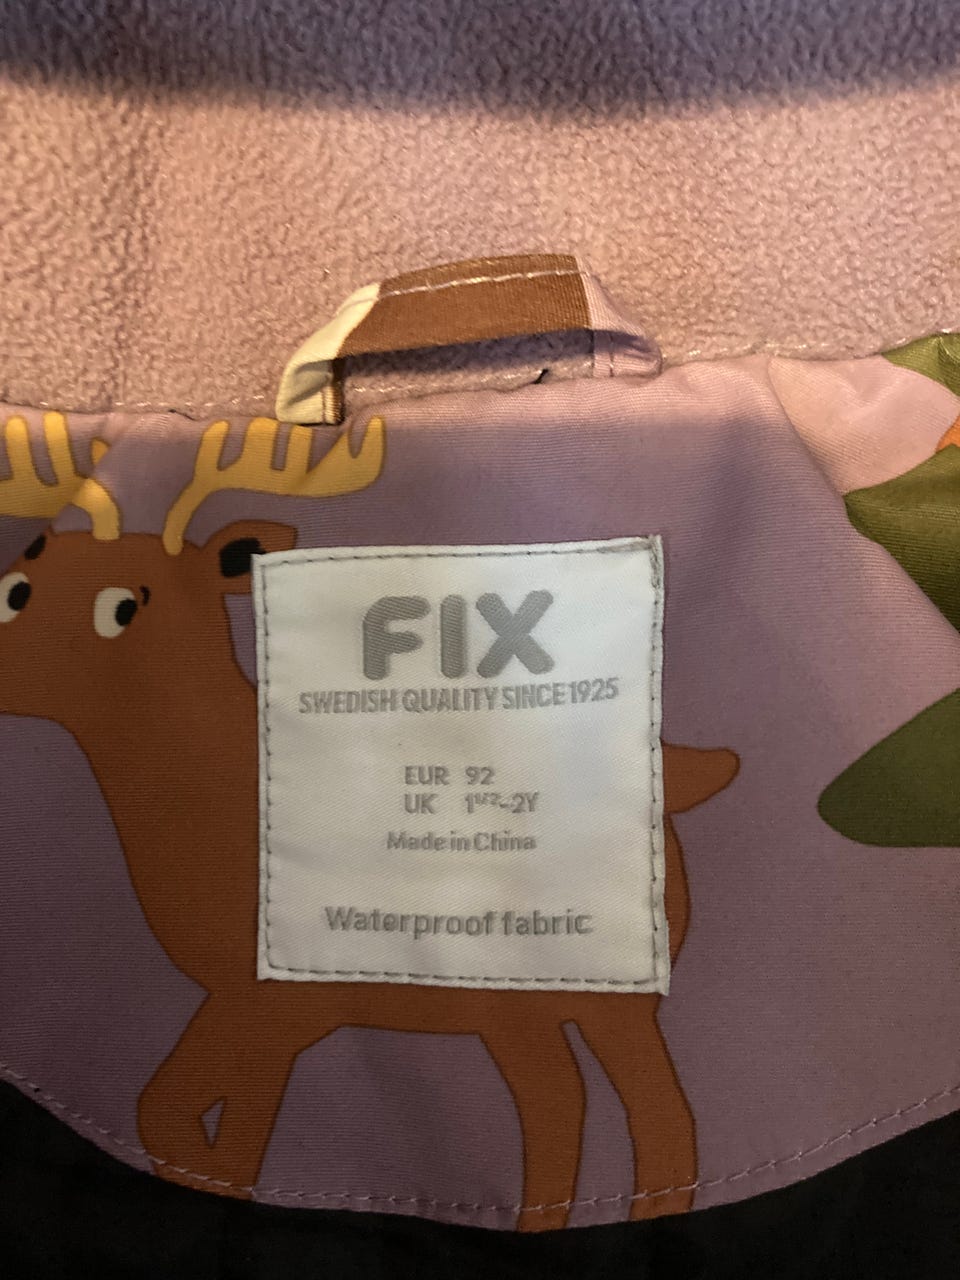 FIX
SWEDISH QUALITY SINCE 1925
EUR 92
UK 1½-2Y
Made in China
Waterproof fabric